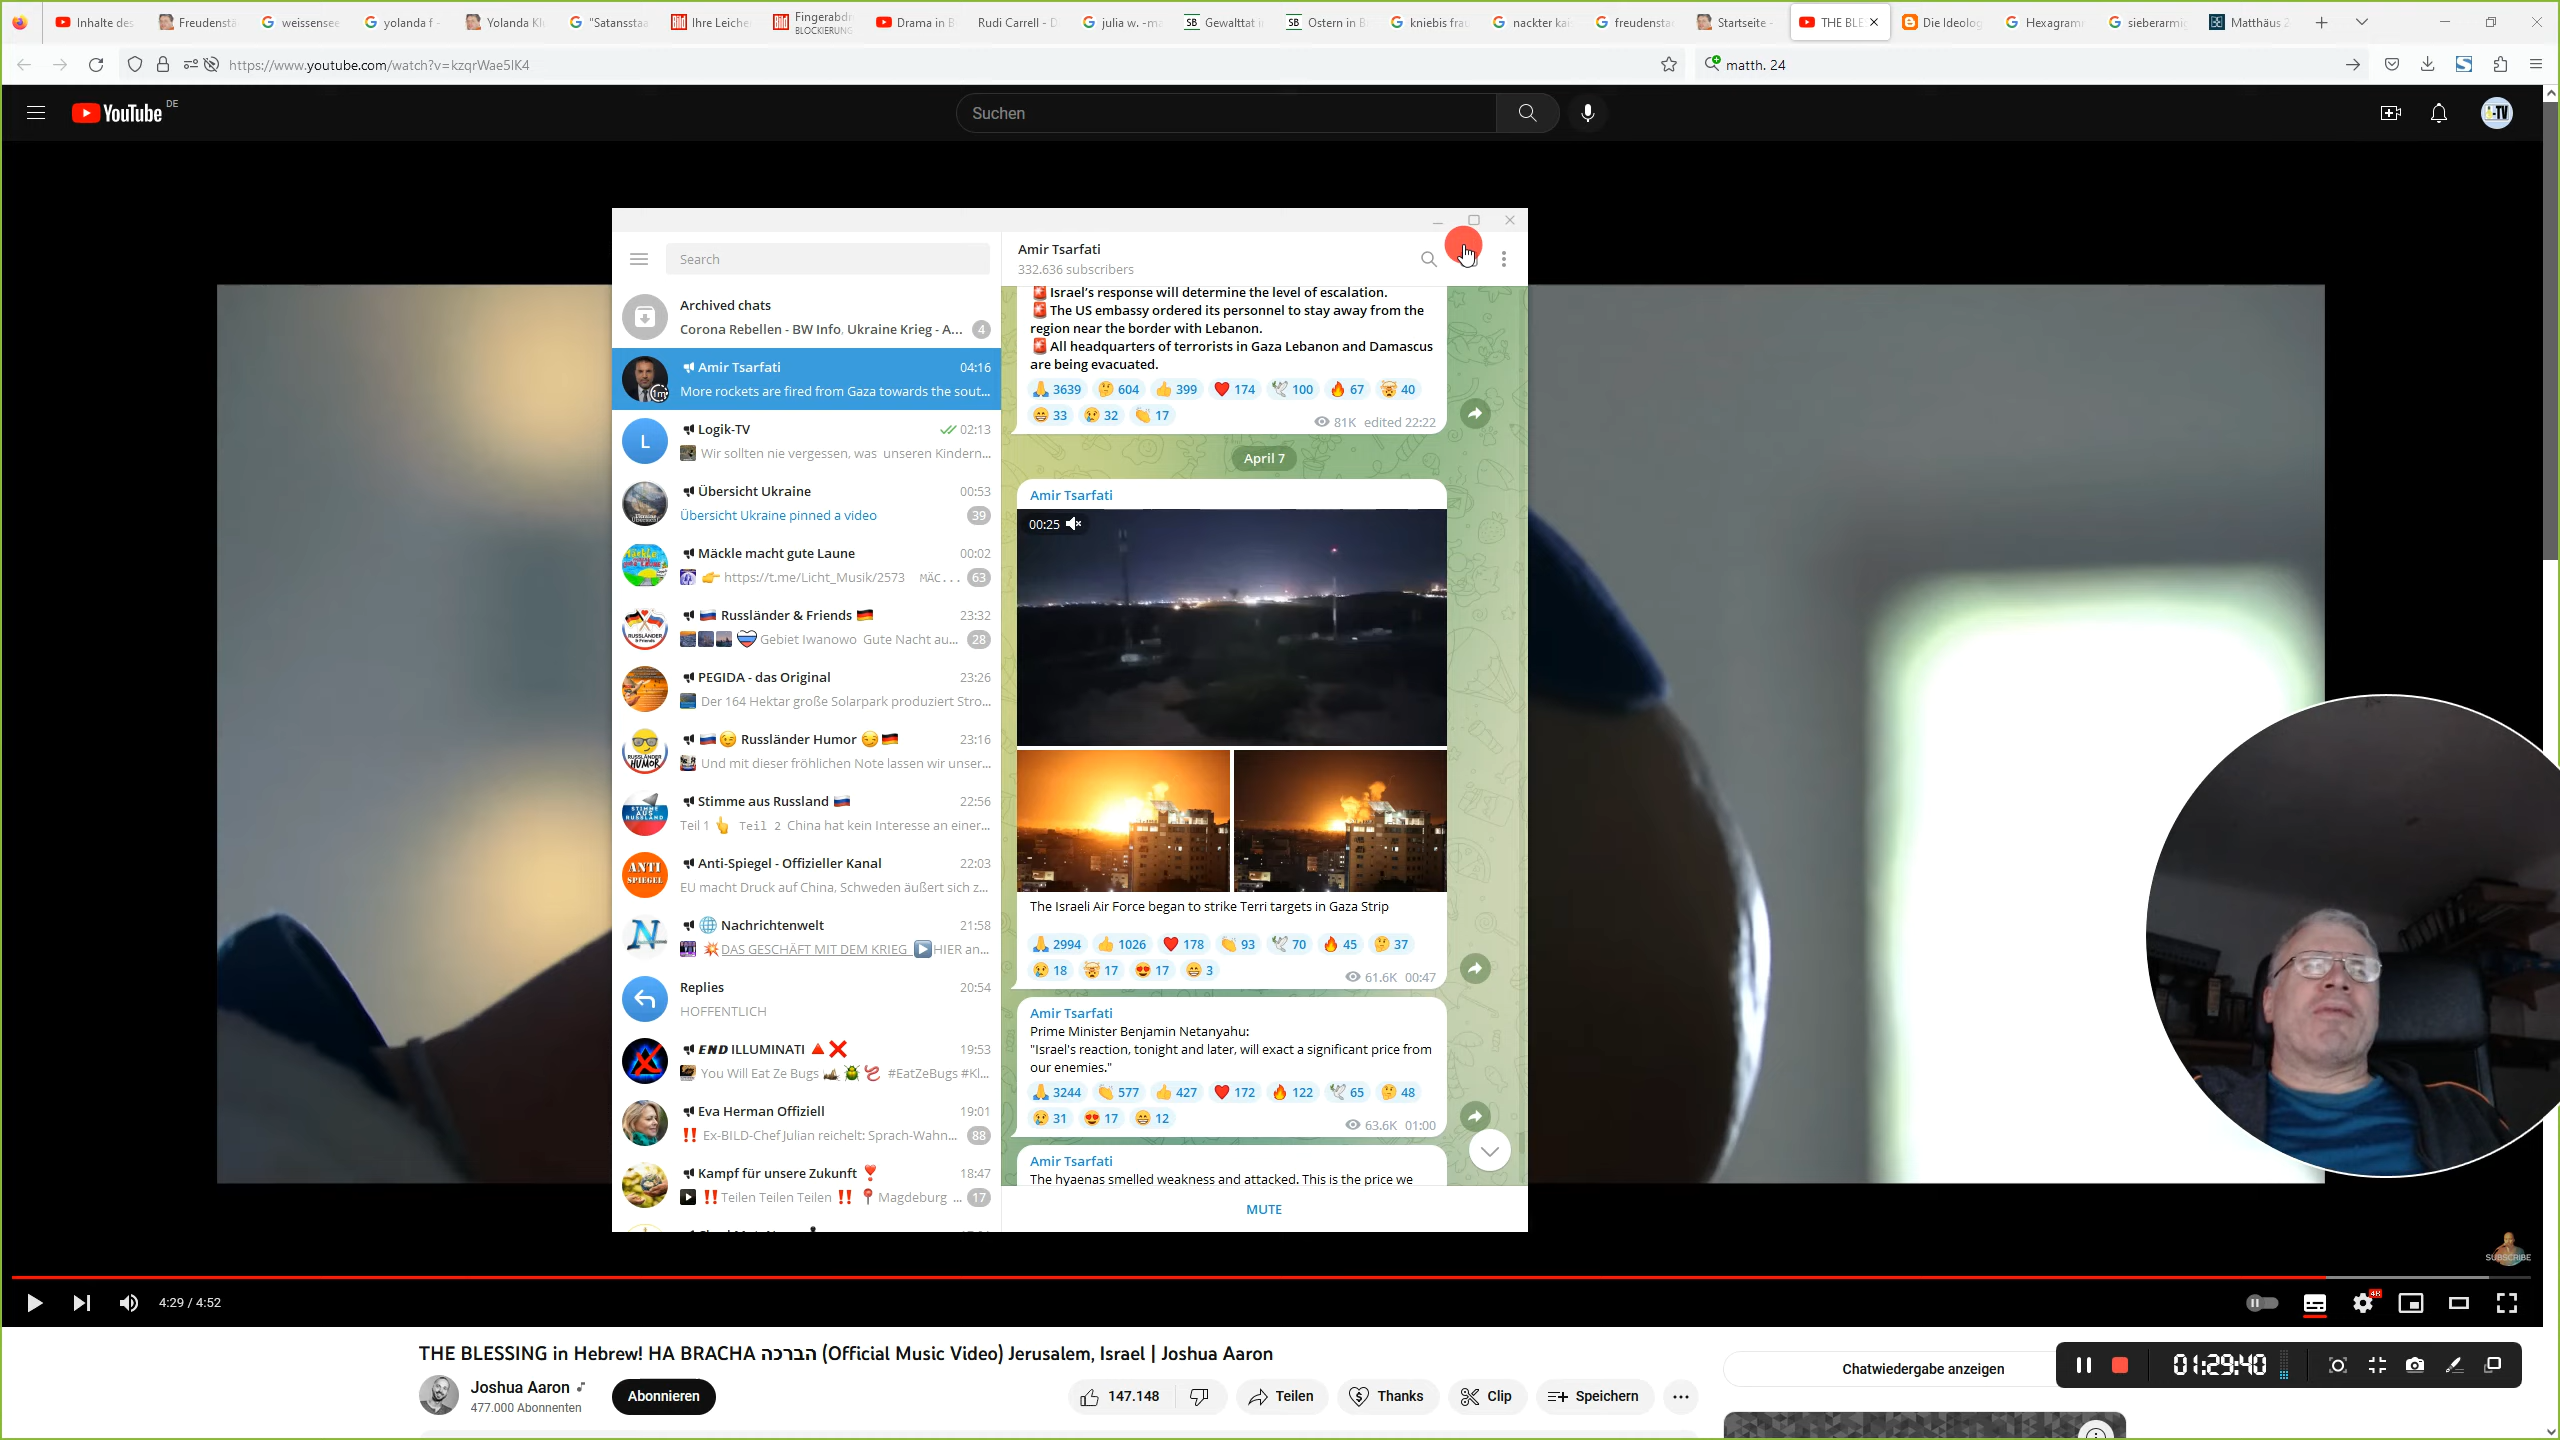 Inhalte des
Freudenstä
weissensee
yolanda f -
Yolanda Kl
"Satanssta
Ihre Leiche
Fingerabdr
BLOCKIERUNG
Drama in B
Rudi Carrell - D
julia w. -ma
Gewalttat i
Ostern in B
kniebis frau
nackter kai
freudensta
Startseite -
THE BLE
Die Ideolog
Hexagram
sieberarmig
Matthäus 2
https://www.youtube.com/watch?v=kzqrWae5lK4
matth. 24
YouTube DE
Suchen
Search
Archived chats
Corona Rebellen - BW Info, Ukraine Krieg - A... 4
Amir Tsarfati 04:16
More rockets are fired from Gaza towards the sout...
Logik-TV 02:13
Wir sollten nie vergessen, was unseren Kindern...
Übersicht Ukraine 00:53
Übersicht Ukraine pinned a video 39
Mäckle macht gute Laune 00:02
https://t.me/Licht_Musik/2573 MÄC... 63
Russländer & Friends 23:32
Gebiet Iwanowo Gute Nacht au... 28
PEGIDA - das Original 23:26
Der 164 Hektar große Solarpark produziert Stro...
Russländer Humor 23:16
Und mit dieser fröhlichen Note lassen wir unser...
Stimme aus Russland 22:56
Teil 1 Teil 2 China hat kein Interesse an einer...
Anti-Spiegel - Offizieller Kanal 22:03
EU macht Druck auf China, Schweden äußert sich z...
Nachrichtenwelt 21:58
DAS GESCHÄFT MIT DEM KRIEG HIER an...
Replies 20:54
HOFFENTLICH
END ILLUMINATI 19:53
You Will Eat Ze Bugs #EatZeBugs #Kl...
Eva Herman Offiziell 19:01
Ex-BILD-Chef Julian reichelt: Sprach-Wahn... 88
Kampf für unsere Zukunft 18:47
Teilen Teilen Teilen Magdeburg ... 17
Amir Tsarfati
332.636 subscribers
Israel's response will determine the level of escalation.
The US embassy ordered its personnel to stay away from the
region near the border with Lebanon.
All headquarters of terrorists in Gaza Lebanon and Damascus
are being evacuated.
3639 604 399 174 100 67 40
33 32 17
81K edited 22:22
April 7
Amir Tsarfati
00:25
The Israeli Air Force began to strike Terri targets in Gaza Strip
2994 1026 178 93 70 45 37
18 17 17 3
61.6K 00:47
Amir Tsarfati
Prime Minister Benjamin Netanyahu:
"Israel's reaction, tonight and later, will exact a significant price from
our enemies."
3244 577 427 172 122 65 48
31 17 12
63.6K 01:00
Amir Tsarfati
The hyaenas smelled weakness and attacked. This is the price we
MUTE
SUBSCRIBE
4:29 / 4:52
THE BLESSING in Hebrew! HA BRACHA הברכה (Official Music Video) Jerusalem, Israel | Joshua Aaron
Joshua Aaron
477.000 Abonnenten
Abonnieren
147.148
Teilen
Thanks
Clip
Speichern
Chatwiedergabe anzeigen
01:29:40